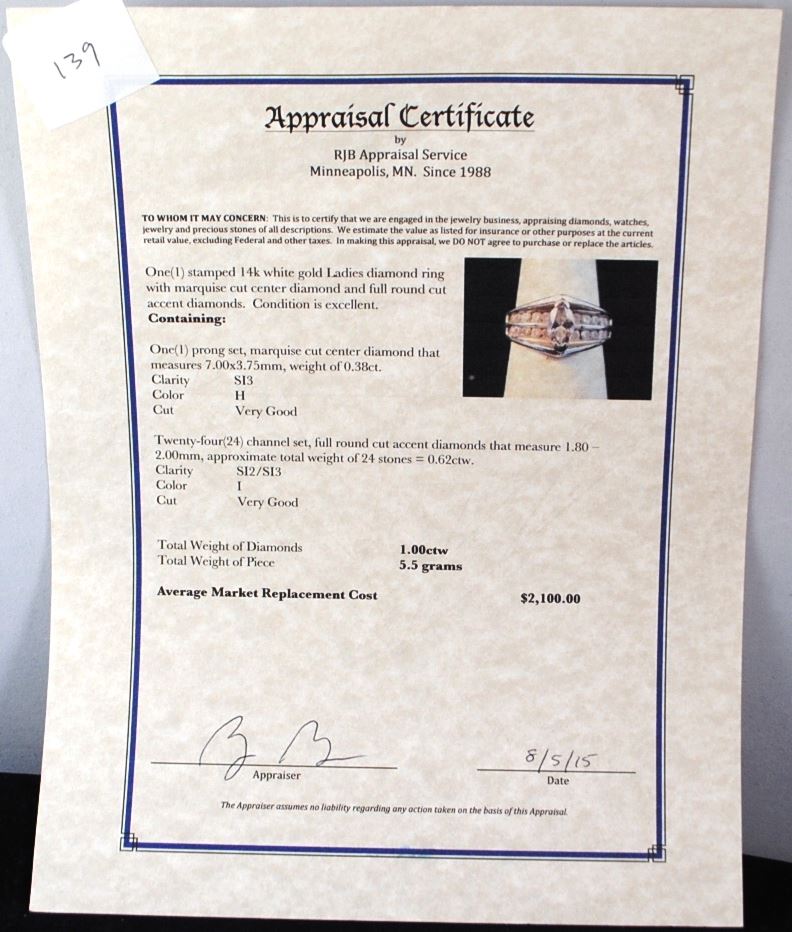 139
Appraisal Certificate
by
RJB Appraisal Service
Minneapolis, MN. Since 1988
TO WHOM IT MAY CONCERN: This is to certify that we are engaged in the jewelry business, appraising diamonds, watches,
jewelry and precious stones of all descriptions. We estimate the value as listed for insurance or other purposes at the current
retail value, excluding Federal and other taxes. In making this appraisal, we DO NOT agree to purchase or replace the articles.
One(1) stamped 14k white gold Ladies diamond ring
with marquise cut center diamond and full round cut
accent diamonds. Condition is excellent.
Containing:
One(1) prong set, marquise cut center diamond that
measures 7.00x3.75mm, weight of 0.38ct.
Clarity SI3
Color H
Cut Very Good
Twenty-four(24) channel set, full round cut accent diamonds that measure 1.80 –
2.00mm, approximate total weight of 24 stones = 0.62ctw.
Clarity SI2/SI3
Color I
Cut Very Good
Total Weight of Diamonds 1.00ctw
Total Weight of Piece 5.5 grams
Average Market Replacement Cost $2,100.00
8/5/15
Appraiser Date
The Appraiser assumes no liability regarding any action taken on the basis of this Appraisal.